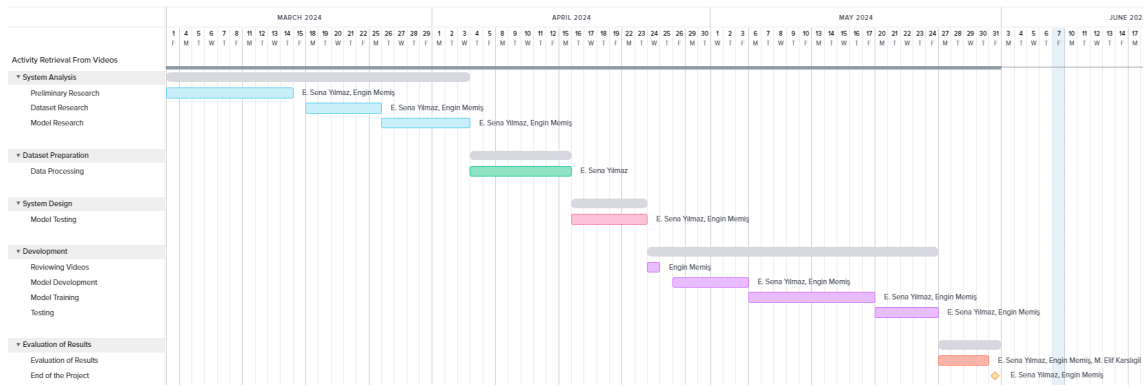 MARCH 2024 APRIL 2024 MAY 2024 JUNE 202
1 4 5 6 7 8 11 12 13 14 15 18 19 20 21 22 25 26 27 28 29 1 2 3 4 5 8 9 10 11 12 15 16 17 18 19 22 23 24 25 26 29 30 1 2 3 6 7 8 9 10 13 14 15 16 17 20 21 22 23 24 27 28 29 30 31 3 4 5 6 7 10 11 12 13 14 17
F M T W T F M T W T F M T W T F M T W T F M T W T F M T W T F M T W T F M T W T F M T W T F M T W T F M T W T F M T W T F M T W T F M T W T F M T W T F M
Activity Retrieval From Videos
System Analysis
Preliminary Research E. Sena Yılmaz, Engin Memiş
Dataset Research E. Sena Yılmaz, Engin Memiş
Model Research E. Sena Yılmaz, Engin Memiş
Dataset Preparation
Data Processing E. Sena Yılmaz
System Design
Model Testing E. Sena Yılmaz, Engin Memiş
Development
Reviewing Videos Engin Memiş
Model Development E. Sena Yılmaz, Engin Memiş
Model Training E. Sena Yılmaz, Engin Memiş
Testing E. Sena Yılmaz, Engin Memiş
Evaluation of Results
Evaluation of Results E. Sena Yılmaz, Engin Memiş, M. Elif Karslıgil
End of the Project E. Sena Yılmaz, Engin Memiş